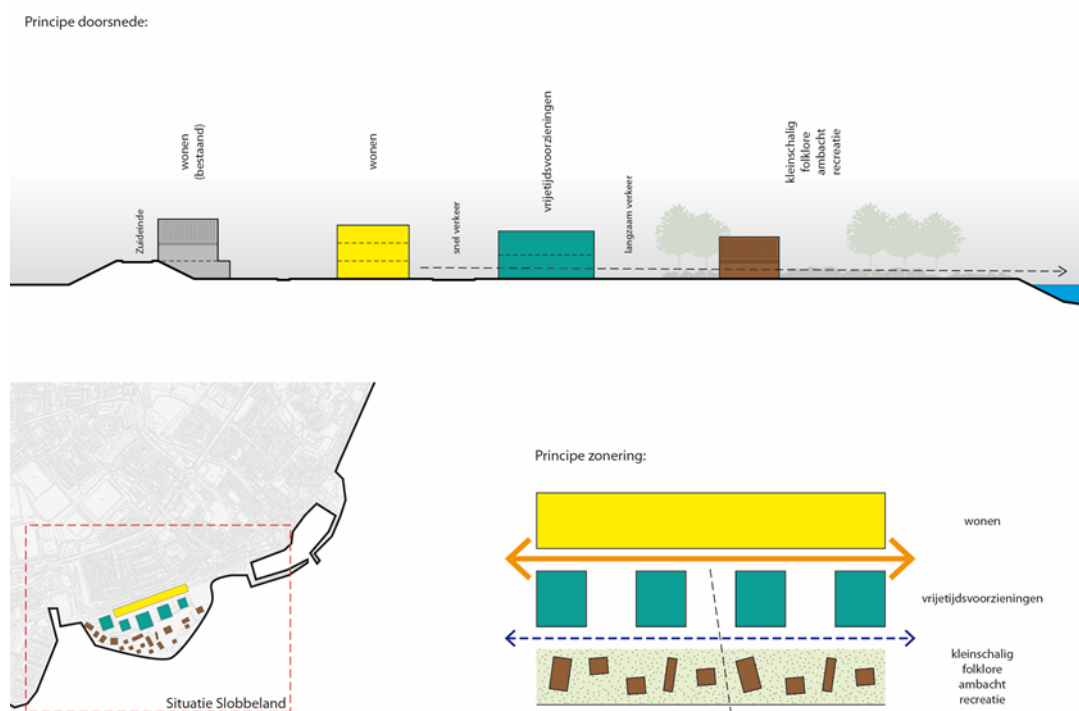 Principe doorsnede:
Zuideinde
wonen
(bestaand)
wonen
snel verkeer
vrijetijdsvoorzieningen
langzaam verkeer
kleinschalig
folklore
ambacht
recreatie
Situatie Slobbeland
Principe zonering:
wonen
vrijetijdsvoorzieningen
kleinschalig
folklore
ambacht
recreatie